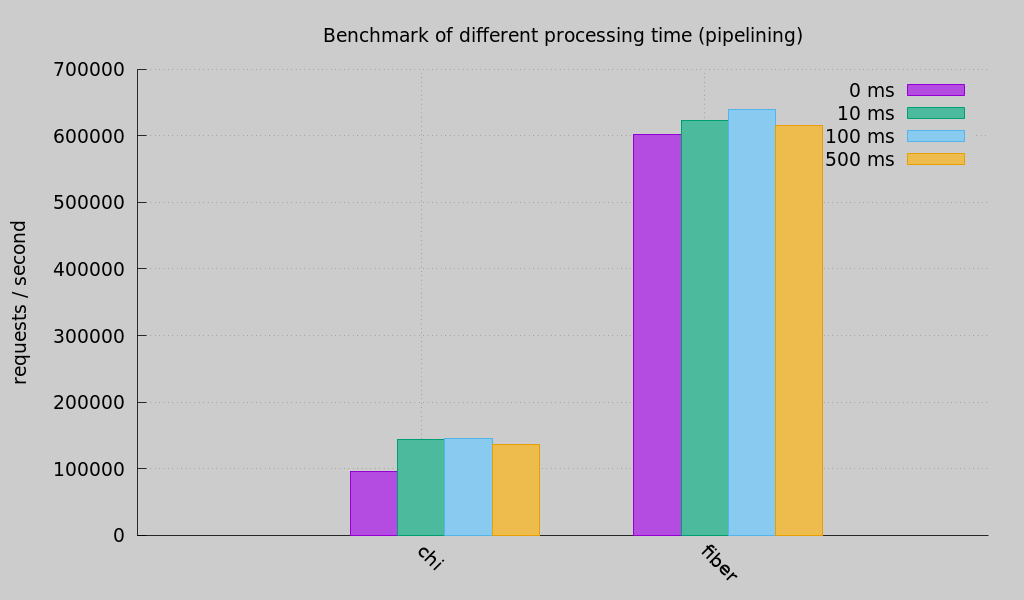 Benchmark of different processing time (pipelining)
700000
600000
500000
400000
300000
200000
100000
0
requests / second
0 ms
10 ms
100 ms
500 ms
chi
fiber